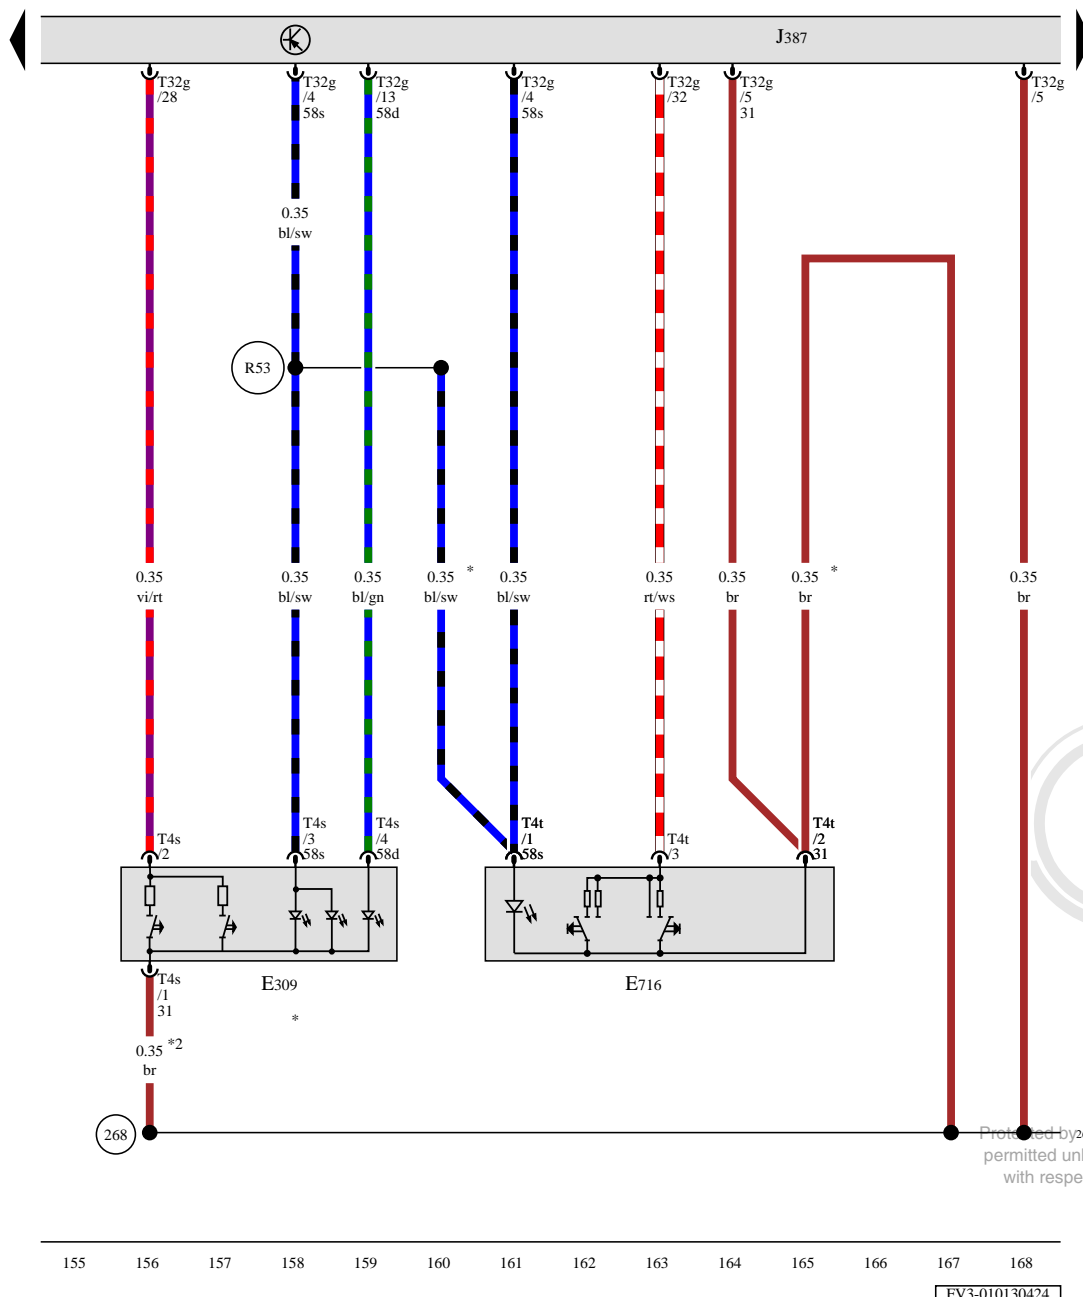 J387
T32g
/28
T32g
/4
58s
T32g
/13
58d
T32g
/4
58s
T32g
/32
T32g
/5
31
T32g
/5
0.35
bl/sw
R53
0.35
vi/rt
0.35
bl/sw
0.35
bl/gn
0.35 *
bl/sw
0.35
bl/sw
0.35
rt/ws
0.35
br
0.35 *
br
0.35
br
T4s
/2
T4s
/3
58s
T4s
/4
58d
T4t
/1
58s
T4t
/3
T4t
/2
31
T4s
/1
31
E309
*
E716
0.35 *2
br
268
Protected by
permitted
with
155 156 157 158 159 160 161 162 163 164 165 166 167 168
FV3-010130424